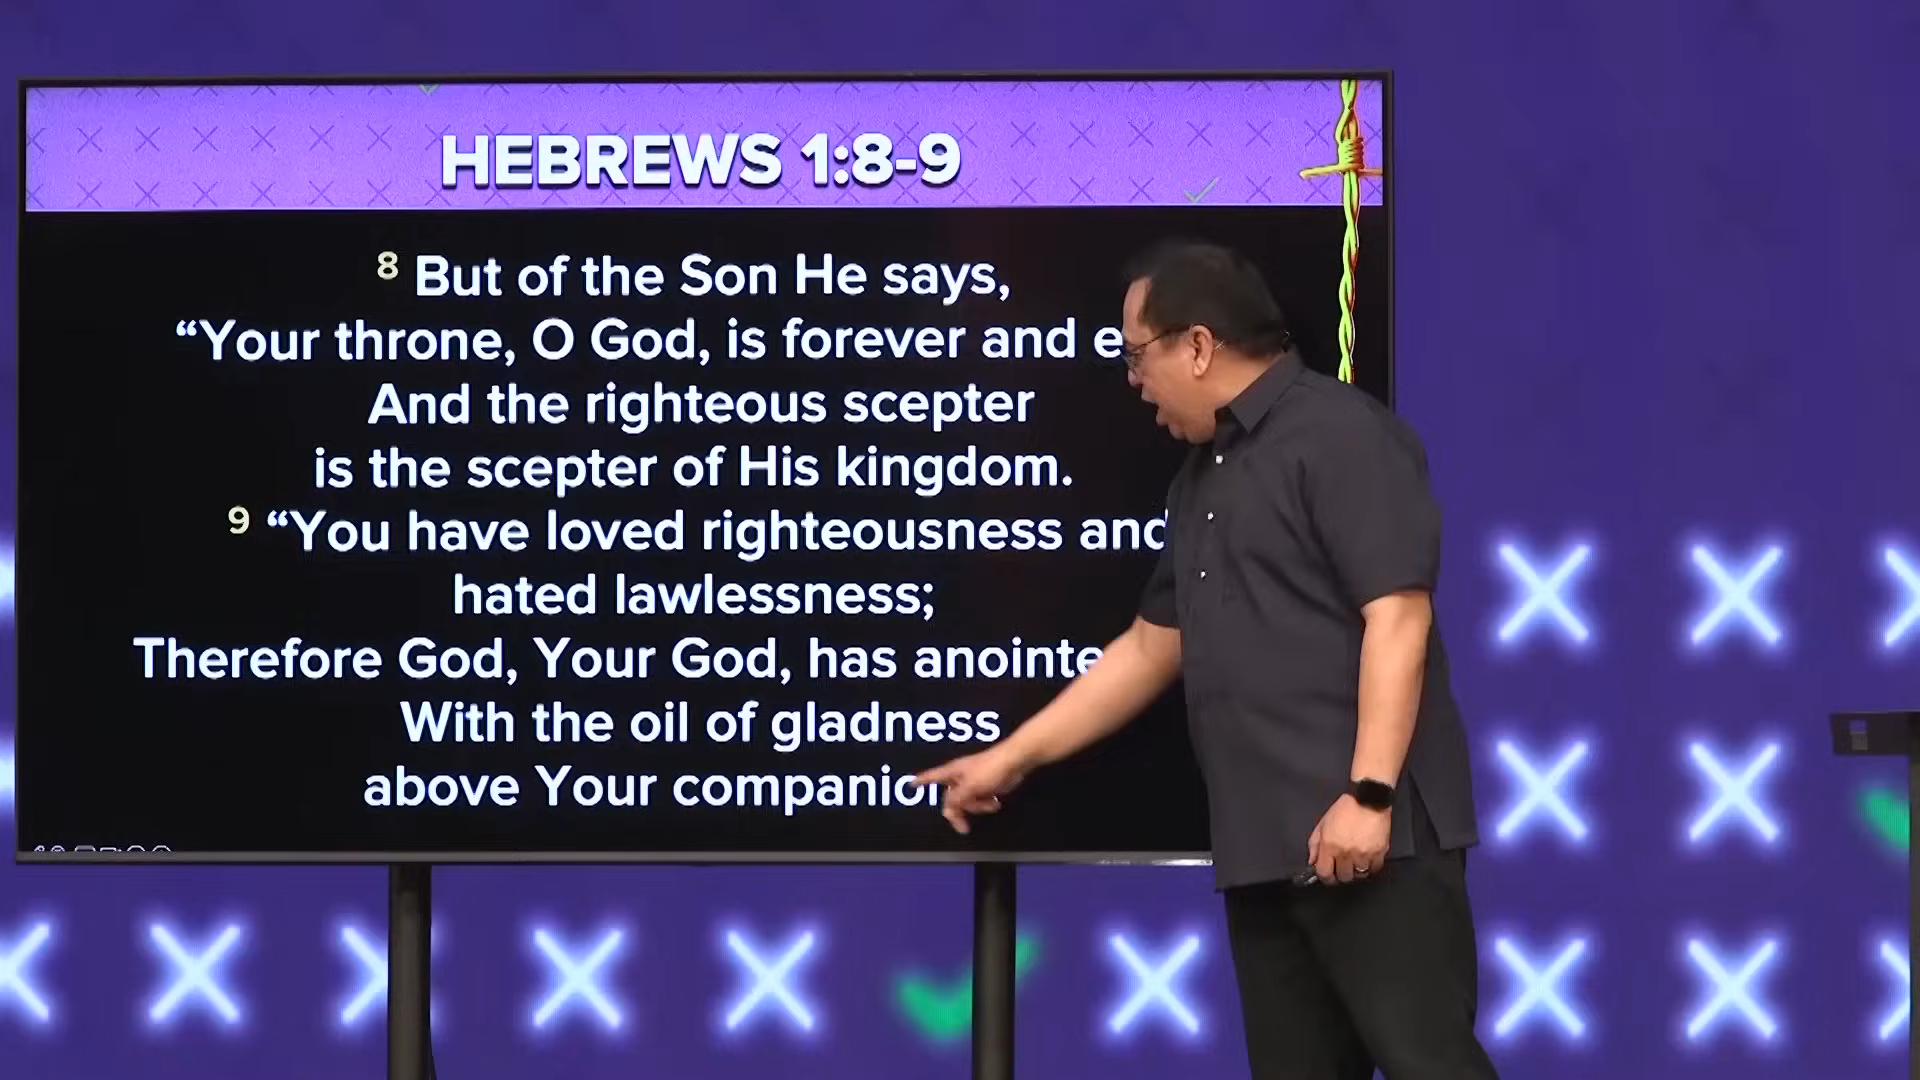 HEBREWS 1:8-9
8 But of the Son He says,
“Your throne, O God, is forever and
And the righteous scepter
is the scepter of His kingdom.
9 “You have loved righteousness and
hated lawlessness;
Therefore God, Your God, has
With the oil of gladness
above Your